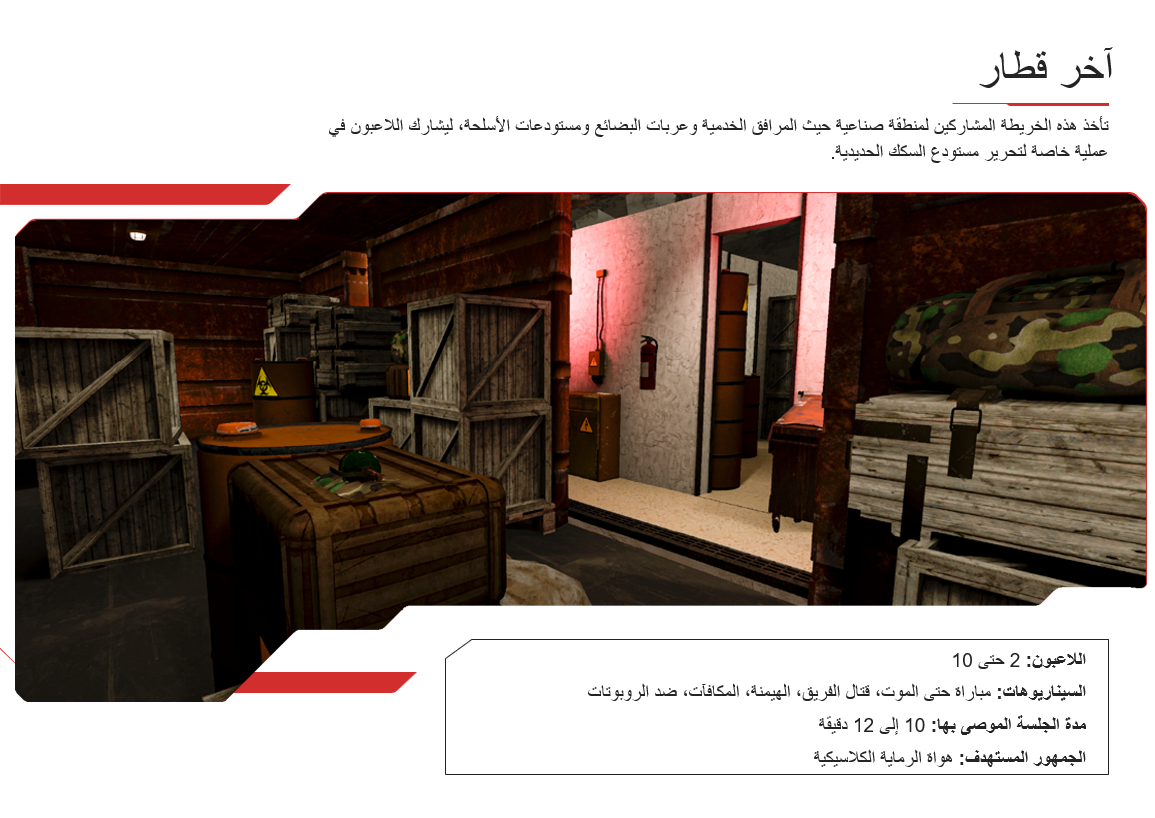 آخر قطار
تأخذ هذه الخريطة المشاركين لمنطقة صناعية حيث المرافق الخدمية وعربات البضائع ومستودعات الأسلحة، ليشارك اللاعبون في
عملية خاصة لتحرير مستودع السكك الحديدية.
اللاعبون: 2 حتى 10
السيناريوهات: مباراة حتى الموت، قتال الفريق، الهيمنة، المكافآت، ضد الروبوتات
مدة الجلسة الموصى بها: 10 إلى 12 دقيقة
الجمهور المستهدف: هواة الرماية الكلاسيكية